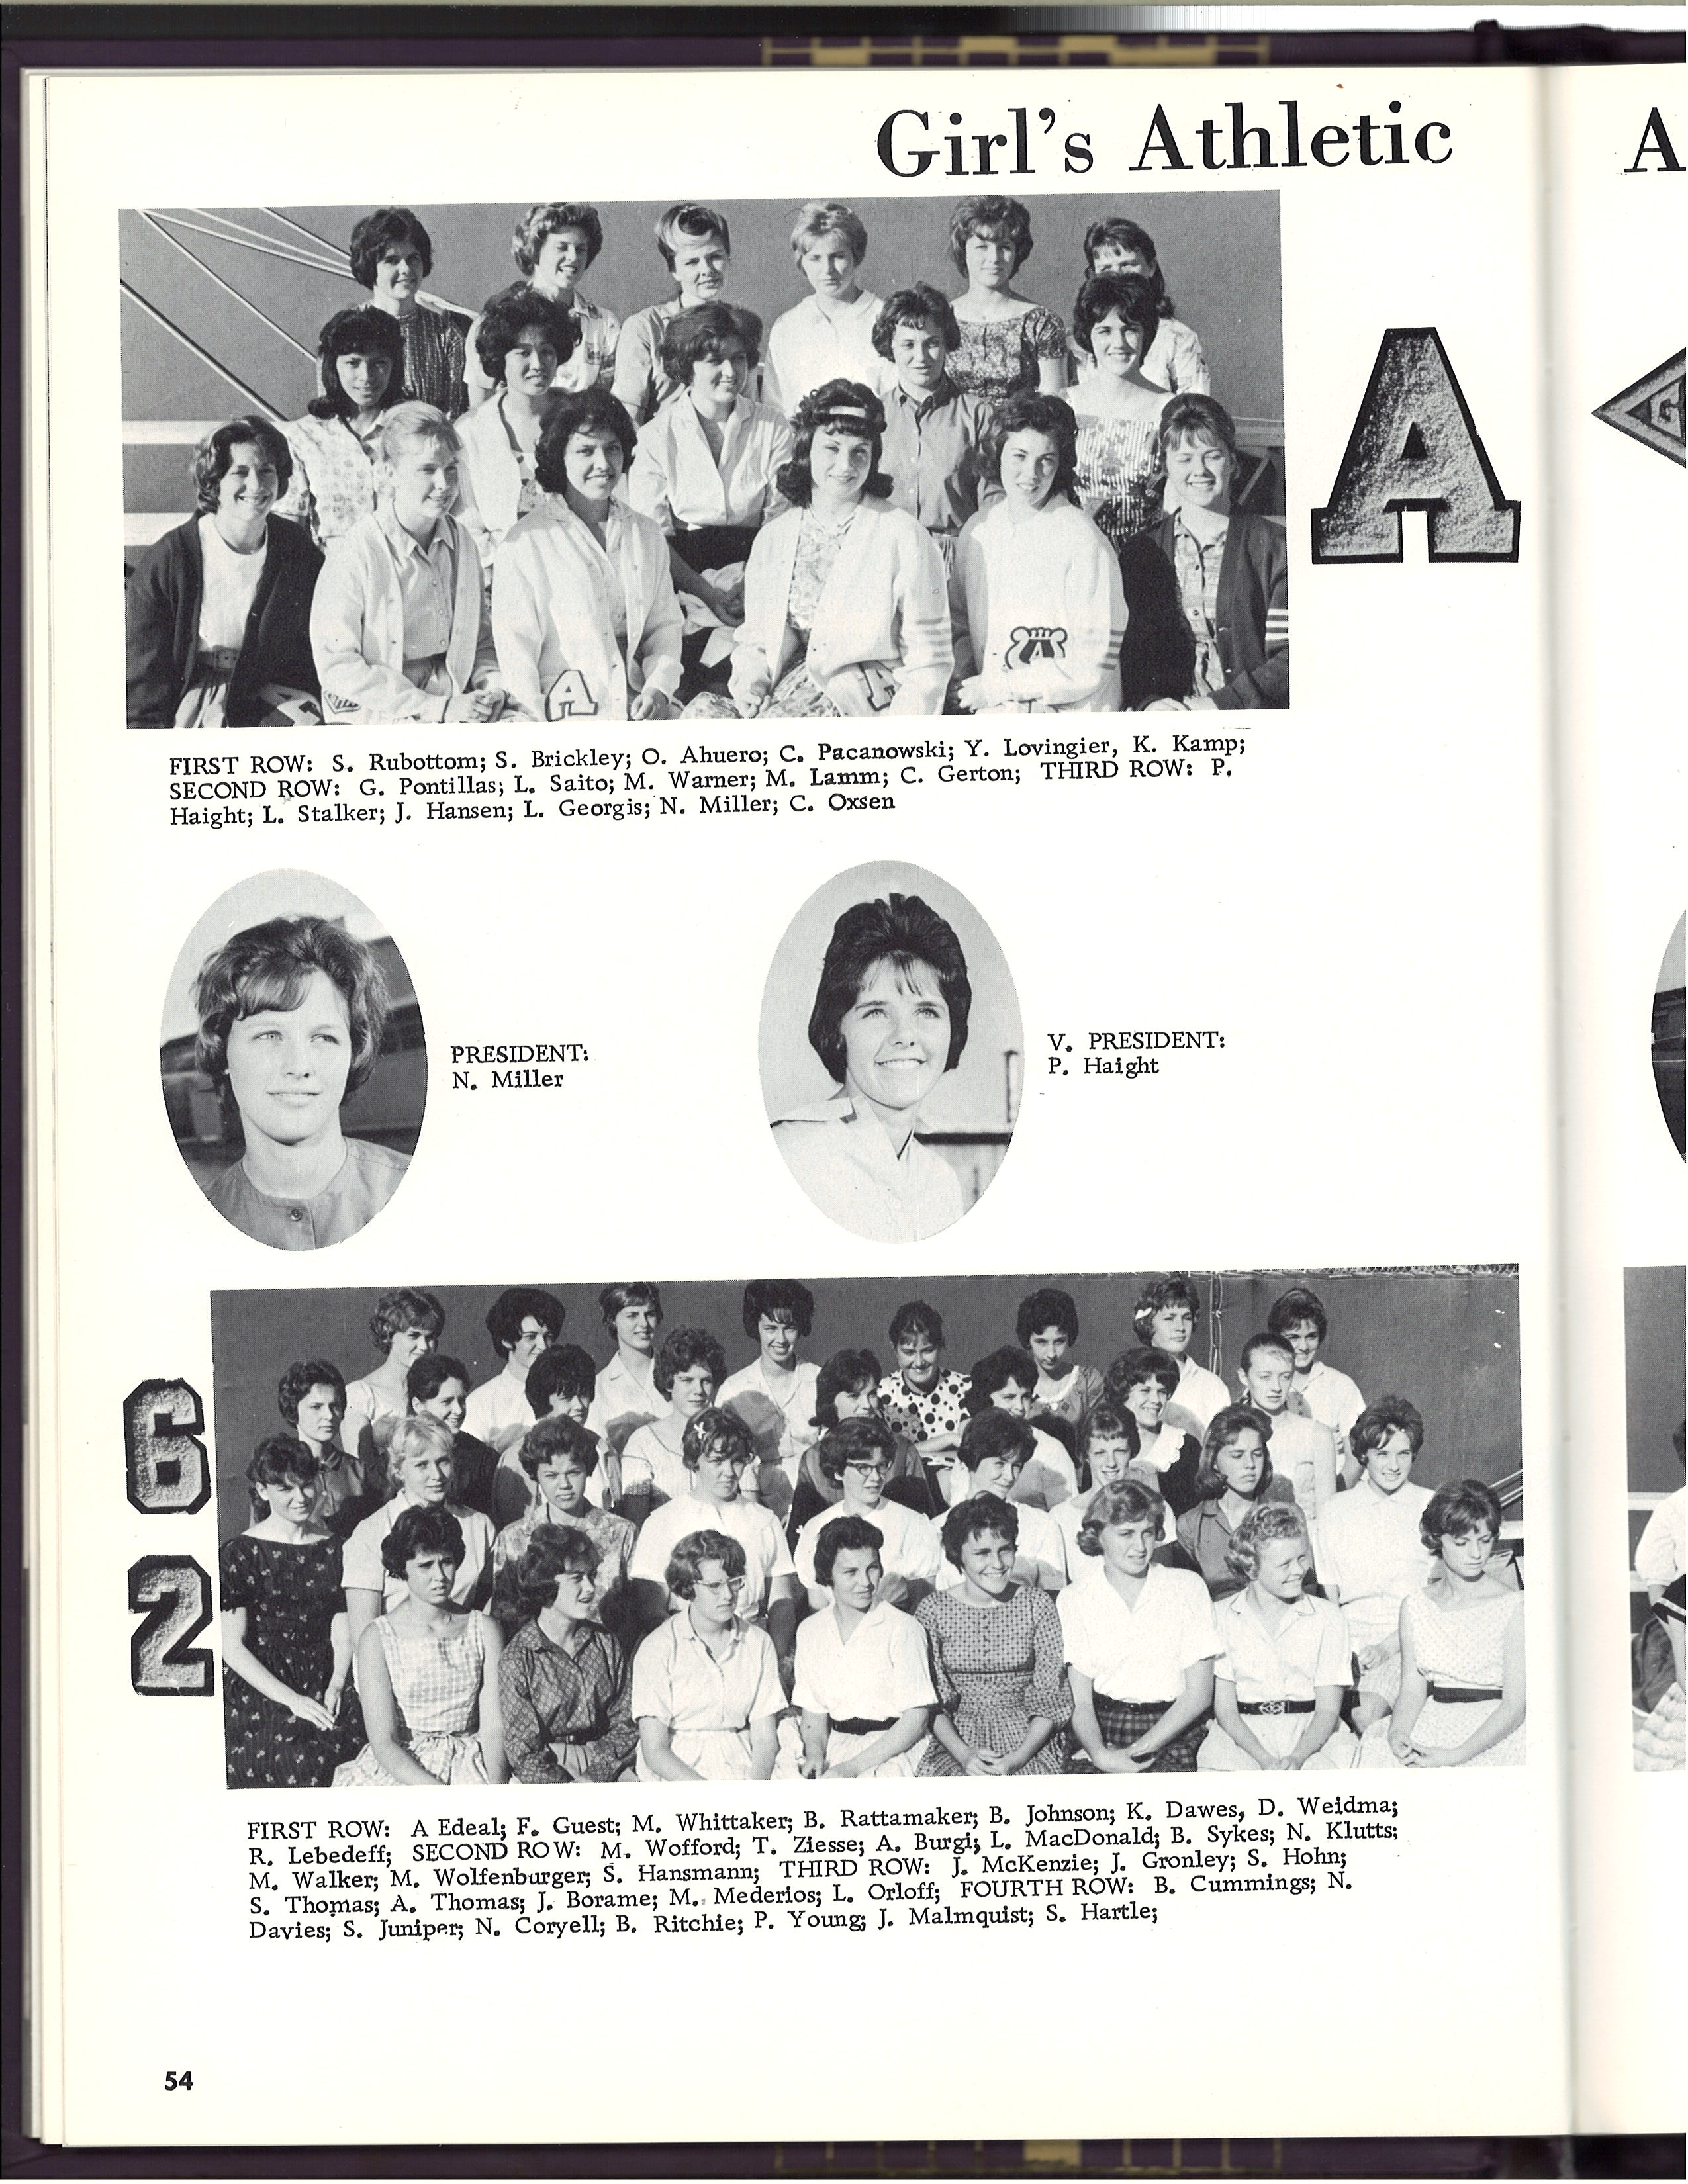 Girl's Athletic
A
A
FIRST ROW: S. Rubottom; S. Brickley; O. Ahuero; C. Pacanowski; Y. Lovingier, K. Kamp;
SECOND ROW: G. Pontillas; L. Saito; M. Warner; M. Lamm; C. Gerton; THIRD ROW: P.
Haight; L. Stalker; J. Hansen; L. Georgis; N. Miller; C. Oxsen
PRESIDENT:
N. Miller
V. PRESIDENT:
P. Haight
6
2
FIRST ROW: A Edeal; F. Guest; M. Whittaker; B. Rattamaker; B. Johnson; K. Dawes, D. Weidma;
R. Lebedeff; SECOND ROW: M. Wofford; T. Ziesse; A. Burgi; L. MacDonald; B. Sykes; N. Klutts;
M. Walker; M. Wolfenburger; S. Hansmann; THIRD ROW: J. McKenzie; J. Gronley; S. Hohn;
S. Thomas; A. Thomas; J. Borame; M. Mederios; L. Orloff; FOURTH ROW: B. Cummings; N.
Davies; S. Juniper; N. Coryell; B. Ritchie; P. Young; J. Malmquist; S. Hartle;
54